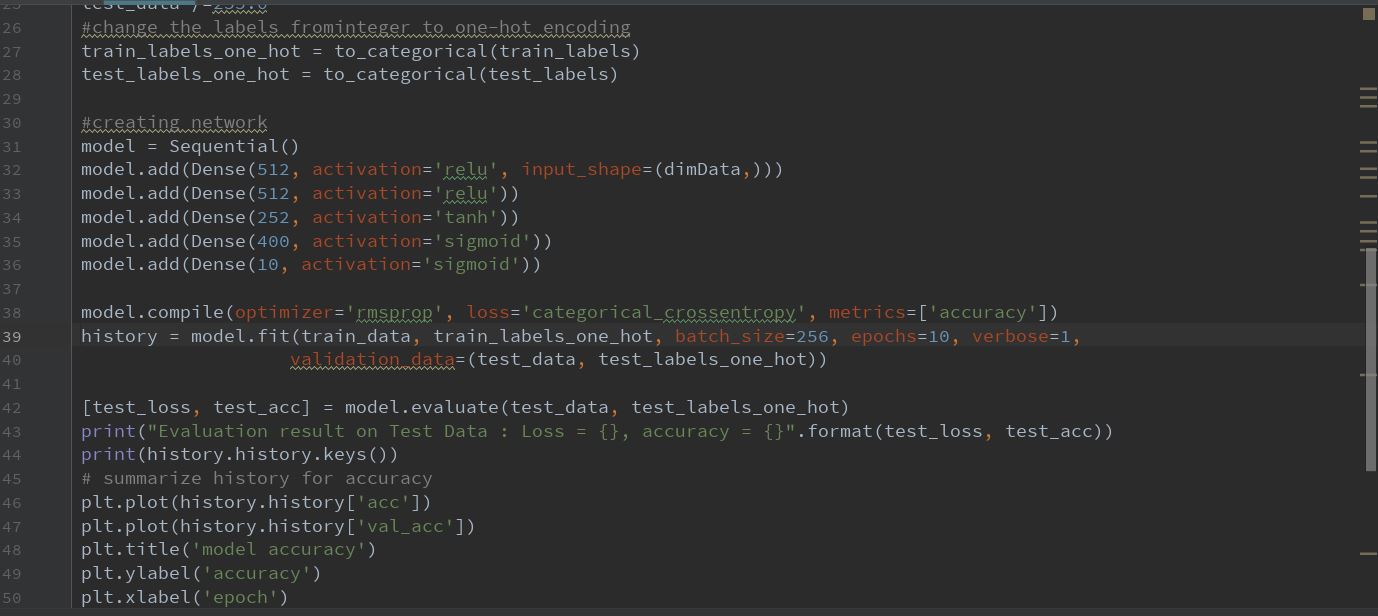 25 test_data /=255.0
26 #change the labels frominteger to one-hot encoding
27 train_labels_one_hot = to_categorical(train_labels)
28 test_labels_one_hot = to_categorical(test_labels)
29
30 #creating network
31 model = Sequential()
32 model.add(Dense(512, activation='relu', input_shape=(dimData,)))
33 model.add(Dense(512, activation='relu'))
34 model.add(Dense(252, activation='tanh'))
35 model.add(Dense(400, activation='sigmoid'))
36 model.add(Dense(10, activation='sigmoid'))
37
38 model.compile(optimizer='rmsprop', loss='categorical_crossentropy', metrics=['accuracy'])
39 history = model.fit(train_data, train_labels_one_hot, batch_size=256, epochs=10, verbose=1,
40 validation_data=(test_data, test_labels_one_hot))
41
42 [test_loss, test_acc] = model.evaluate(test_data, test_labels_one_hot)
43 print("Evaluation result on Test Data : Loss = {}, accuracy = {}".format(test_loss, test_acc))
44 print(history.history.keys())
45 # summarize history for accuracy
46 plt.plot(history.history['acc'])
47 plt.plot(history.history['val_acc'])
48 plt.title('model accuracy')
49 plt.ylabel('accuracy')
50 plt.xlabel('epoch')